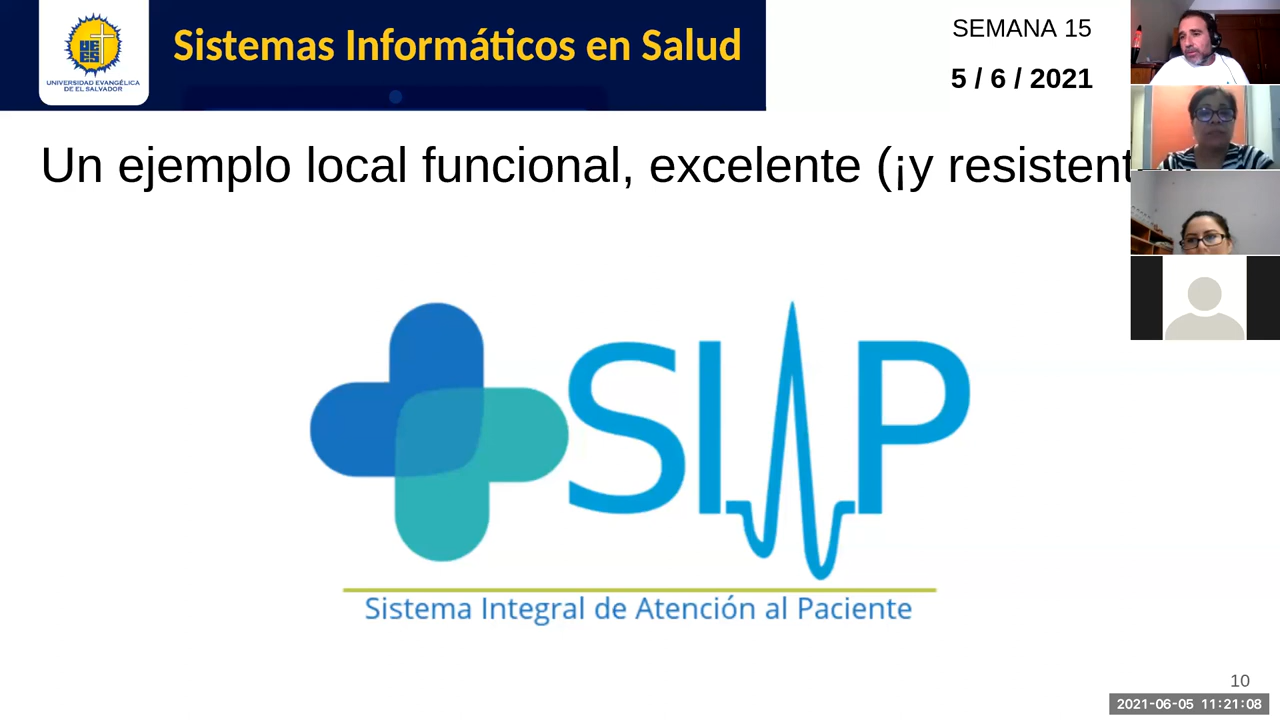 Sistemas Informáticos en Salud
SEMANA 15
5 / 6 / 2021
UNIVERSIDAD EVANGÉLICA
DE EL SALVADOR
Un ejemplo local funcional, excelente (¡y
SIAP
Sistema Integral de Atención al Paciente
10
2021-06-05 11:21:08